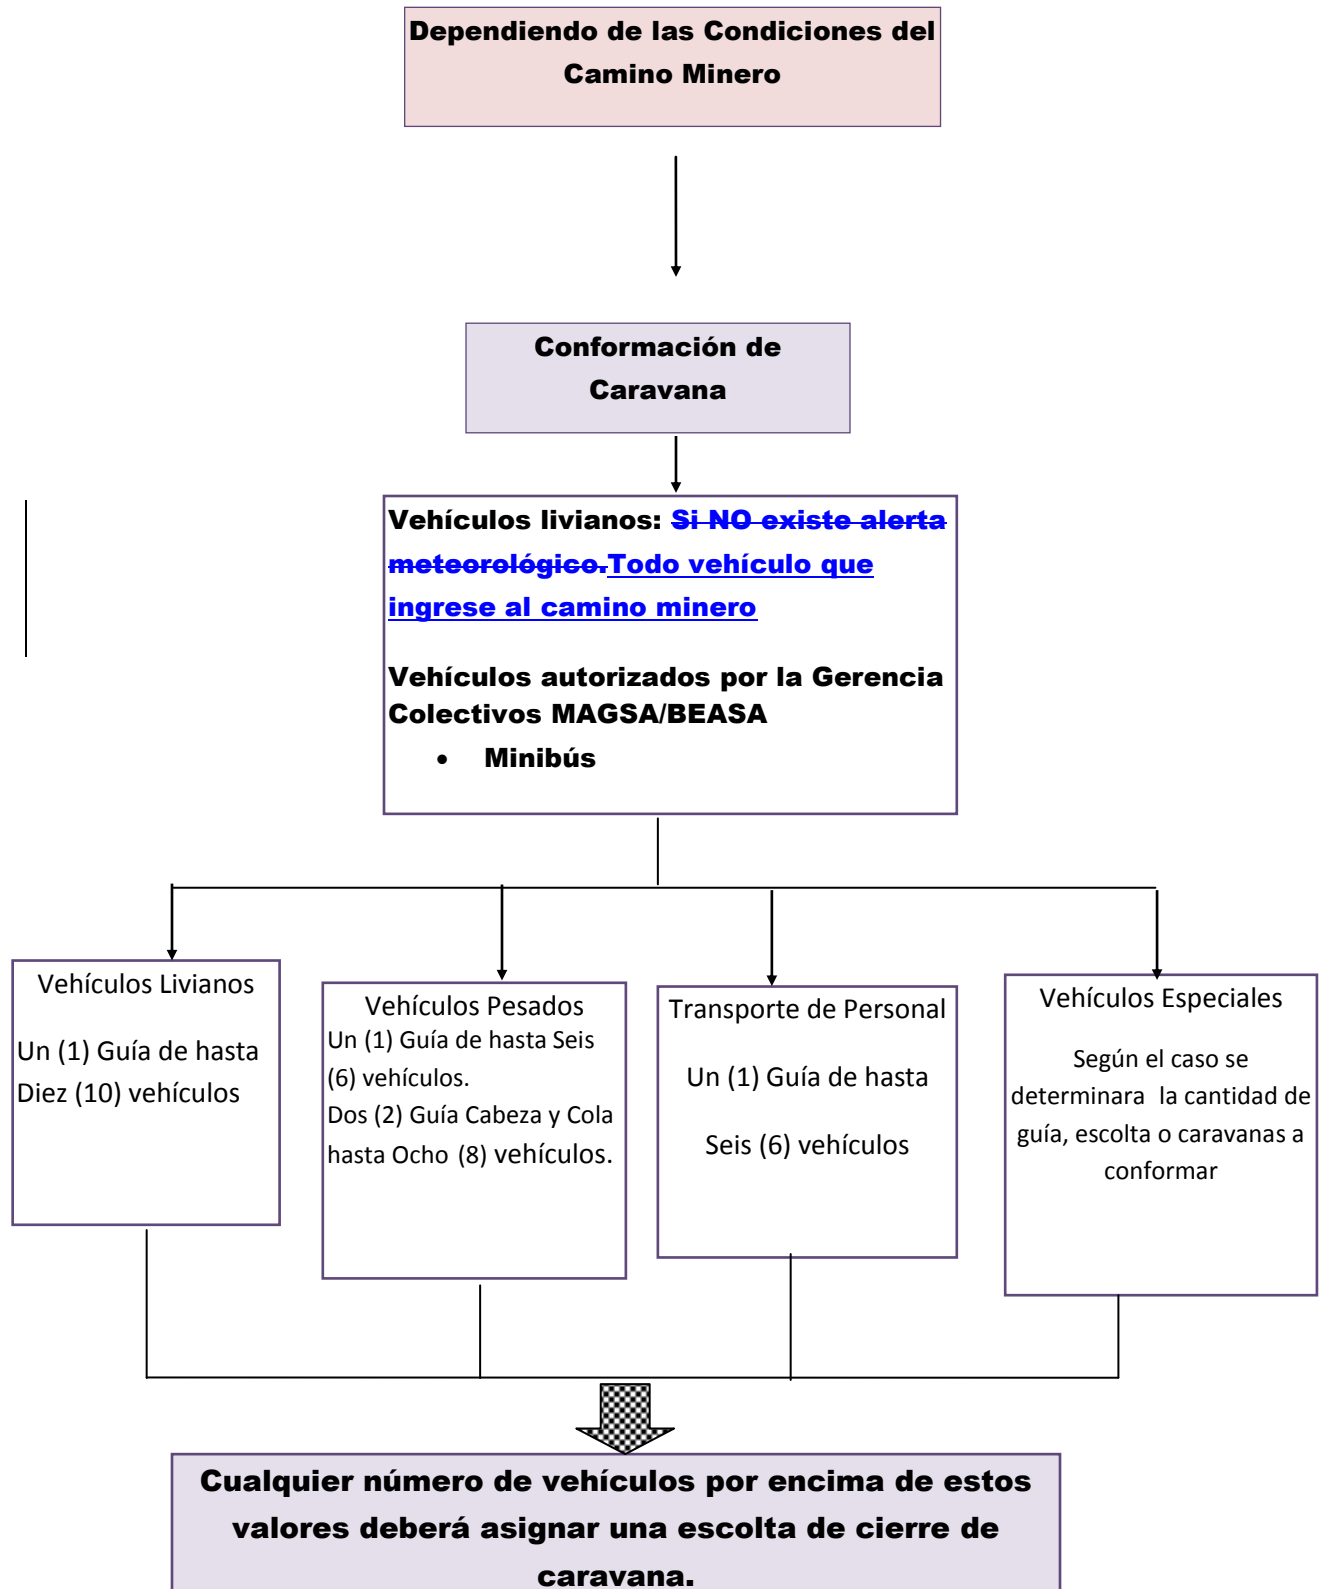 Dependiendo de las Condiciones del
Camino Minero
Conformación de
Caravana
Vehículos livianos: Si NO existe alerta
meteorológico.Todo vehículo que
ingrese al camino minero
Vehículos autorizados por la Gerencia
Colectivos MAGSA/BEASA
• Minibús
Vehículos Livianos
Un (1) Guía de hasta
Diez (10) vehículos
Vehículos Pesados
Un (1) Guía de hasta Seis
(6) vehículos.
Dos (2) Guía Cabeza y Cola
hasta Ocho (8) vehículos.
Transporte de Personal
Un (1) Guía de hasta
Seis (6) vehículos
Vehículos Especiales
Según el caso se
determinara la cantidad de
guía, escolta o caravanas a
conformar
Cualquier número de vehículos por encima de estos
valores deberá asignar una escolta de cierre de
caravana.